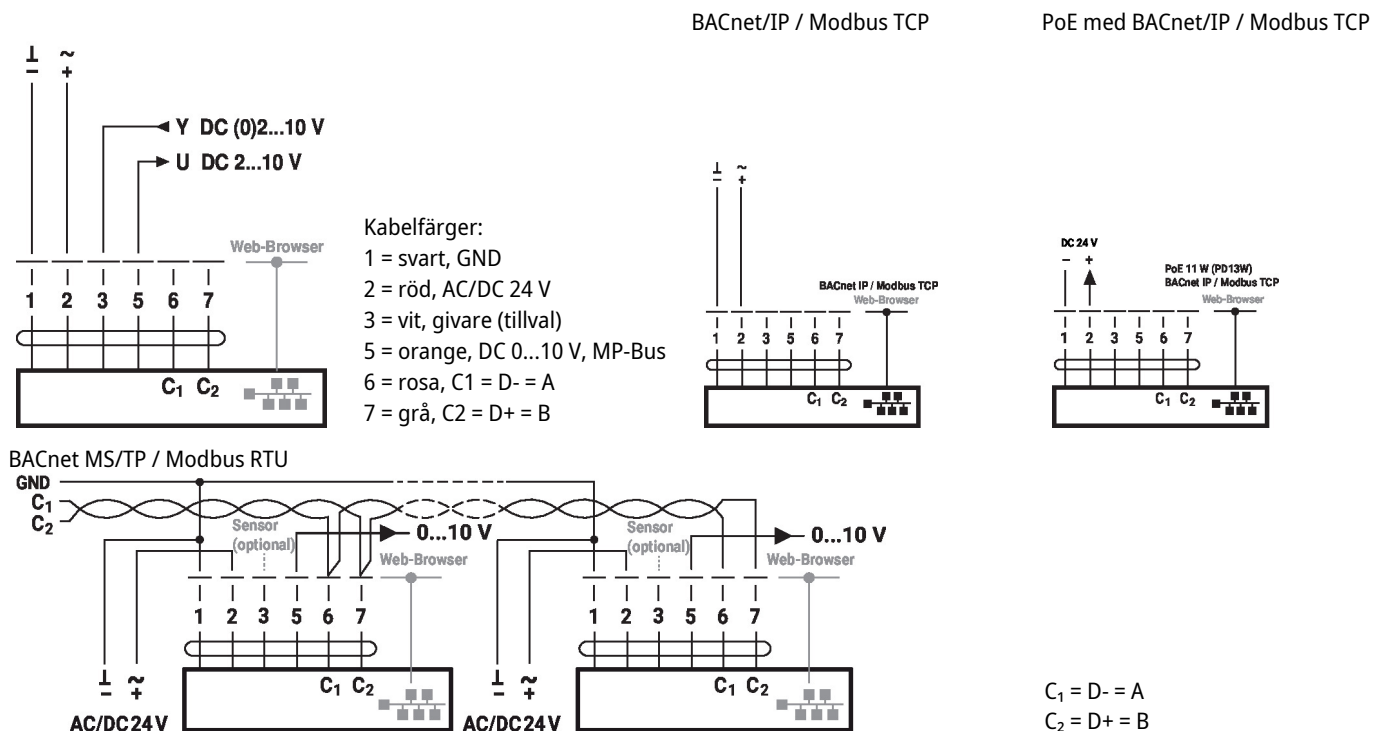 BACnet/IP / Modbus TCP
PoE med BACnet/IP / Modbus TCP
⊥ ~
– +
Y DC (0)2...10 V
U DC 2...10 V
Web-Browser
1 2 3 5 6 7
C₁ C₂
Kabelfärger:
1 = svart, GND
2 = röd, AC/DC 24 V
3 = vit, givare (tillval)
5 = orange, DC 0...10 V, MP-Bus
6 = rosa, C1 = D- = A
7 = grå, C2 = D+ = B
⊥ ~
– +
BACnet IP / Modbus TCP
Web-Browser
1 2 3 5 6 7
C₁ C₂
DC 24 V
– +
PoE 11 W (PD13W)
BACnet IP / Modbus TCP
Web-Browser
1 2 3 5 6 7
C₁ C₂
BACnet MS/TP / Modbus RTU
GND
C₁
C₂
Sensor
(optional)
0...10 V
Web-Browser
1 2 3 5 6 7
⊥ ~
– +
C₁ C₂
AC/DC 24 V
Sensor
(optional)
0...10 V
Web-Browser
1 2 3 5 6 7
⊥ ~
– +
C₁ C₂
AC/DC 24 V
C₁ = D- = A
C₂ = D+ = B